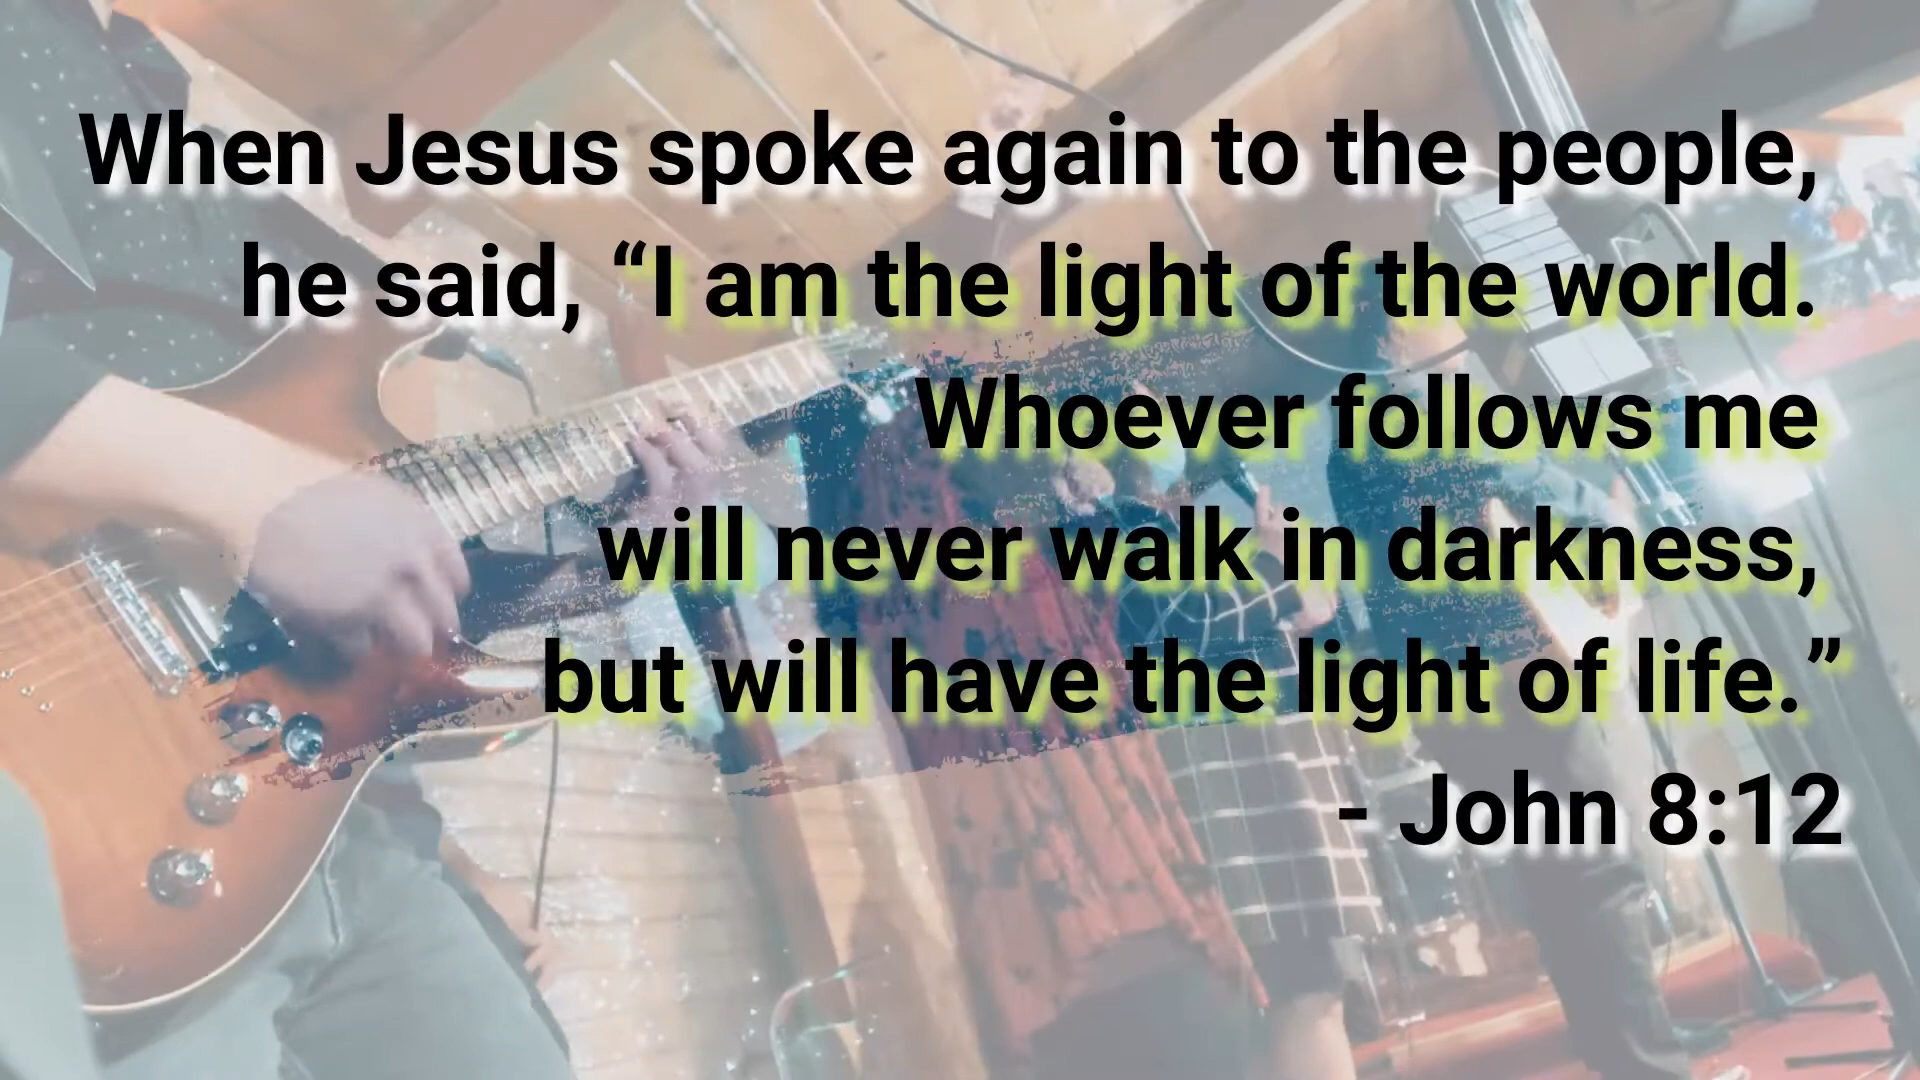 When Jesus spoke again to the people,
he said, “I am the light of the world.
Whoever follows me
will never walk in darkness,
but will have the light of life.”
- John 8:12